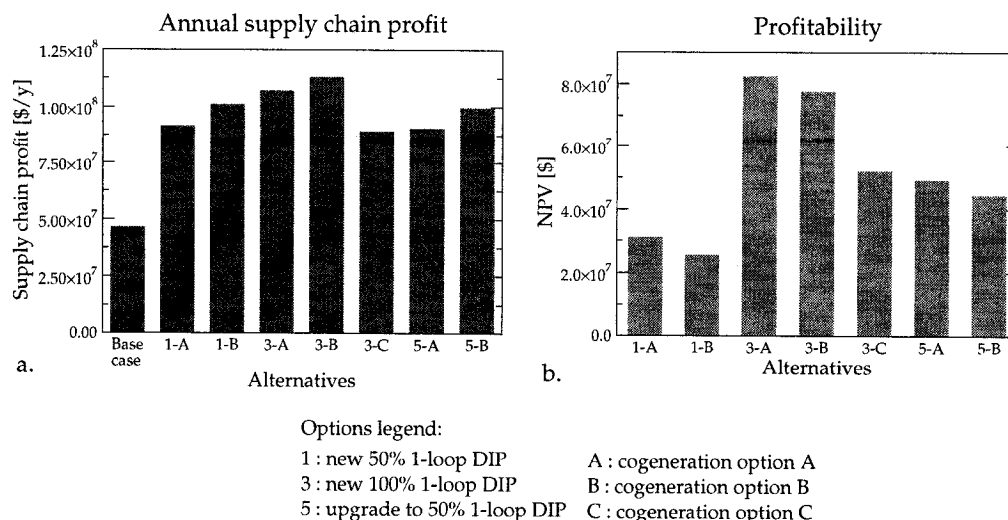 Annual supply chain profit
Supply chain profit [$/y]
1.25×10⁸
1.00×10⁸
7.50×10⁷
5.00×10⁷
2.50×10⁷
0.00
Base case
1-A
1-B
3-A
3-B
3-C
5-A
5-B
Alternatives
a.
Profitability
NPV [$]
8.0×10⁷
6.0×10⁷
4.0×10⁷
2.0×10⁷
0.0
1-A
1-B
3-A
3-B
3-C
5-A
5-B
Alternatives
b.
Options legend:
1 : new 50% 1-loop DIP
3 : new 100% 1-loop DIP
5 : upgrade to 50% 1-loop DIP
A : cogeneration option A
B : cogeneration option B
C : cogeneration option C